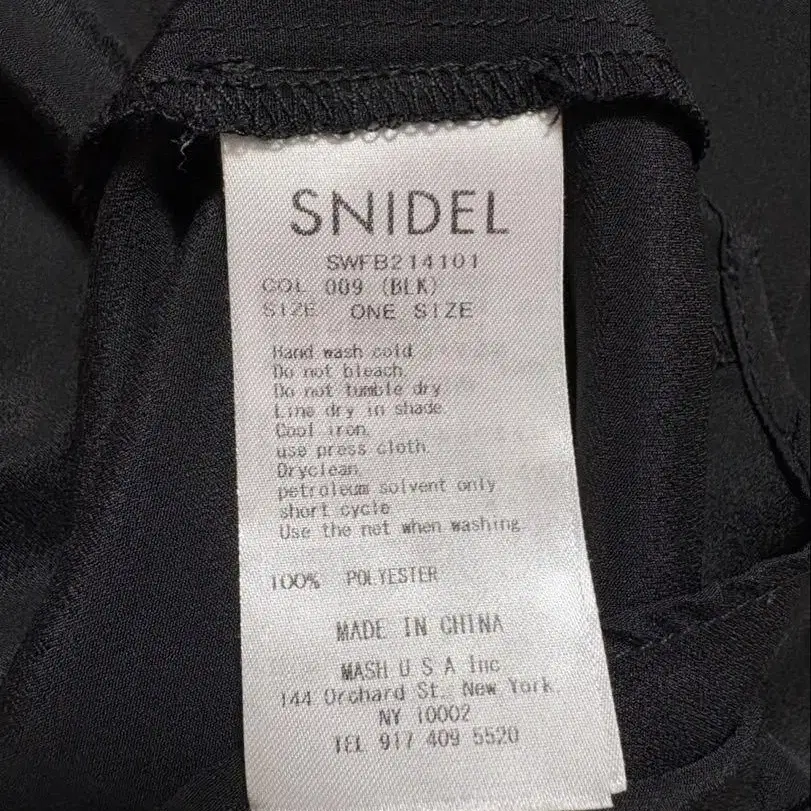 SNIDEL
SWFB214101
COL 009 (BLK)
SIZE ONE SIZE
Hand wash cold
Do not bleach
Do not tumble dry
Line dry in shade
Cool iron,
use press cloth
Dryclean
petroleum solvent only
short cycle
Use the net when washing
100% POLYESTER
MADE IN CHINA
MASH U S A Inc
144 Orchard St. New York,
NY 10002
TEL 917 409 5520